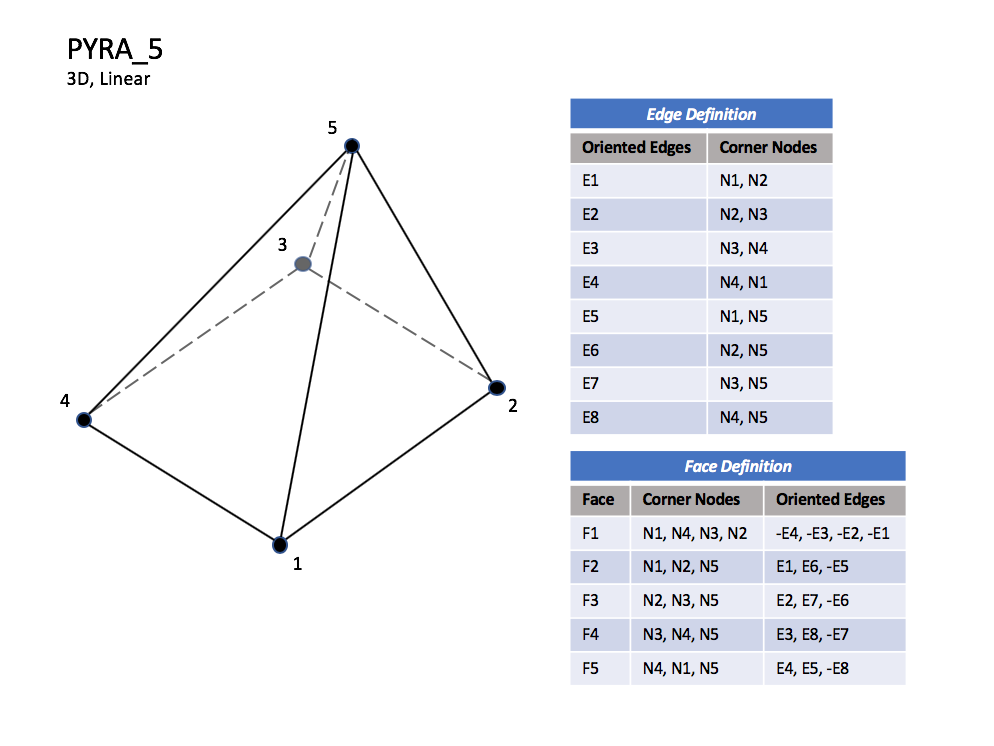 PYRA_5
3D, Linear
5
3
4
2
1
Edge Definition
Oriented Edges Corner Nodes
E1 N1, N2
E2 N2, N3
E3 N3, N4
E4 N4, N1
E5 N1, N5
E6 N2, N5
E7 N3, N5
E8 N4, N5
Face Definition
Face Corner Nodes Oriented Edges
F1 N1, N4, N3, N2 -E4, -E3, -E2, -E1
F2 N1, N2, N5 E1, E6, -E5
F3 N2, N3, N5 E2, E7, -E6
F4 N3, N4, N5 E3, E8, -E7
F5 N4, N1, N5 E4, E5, -E8